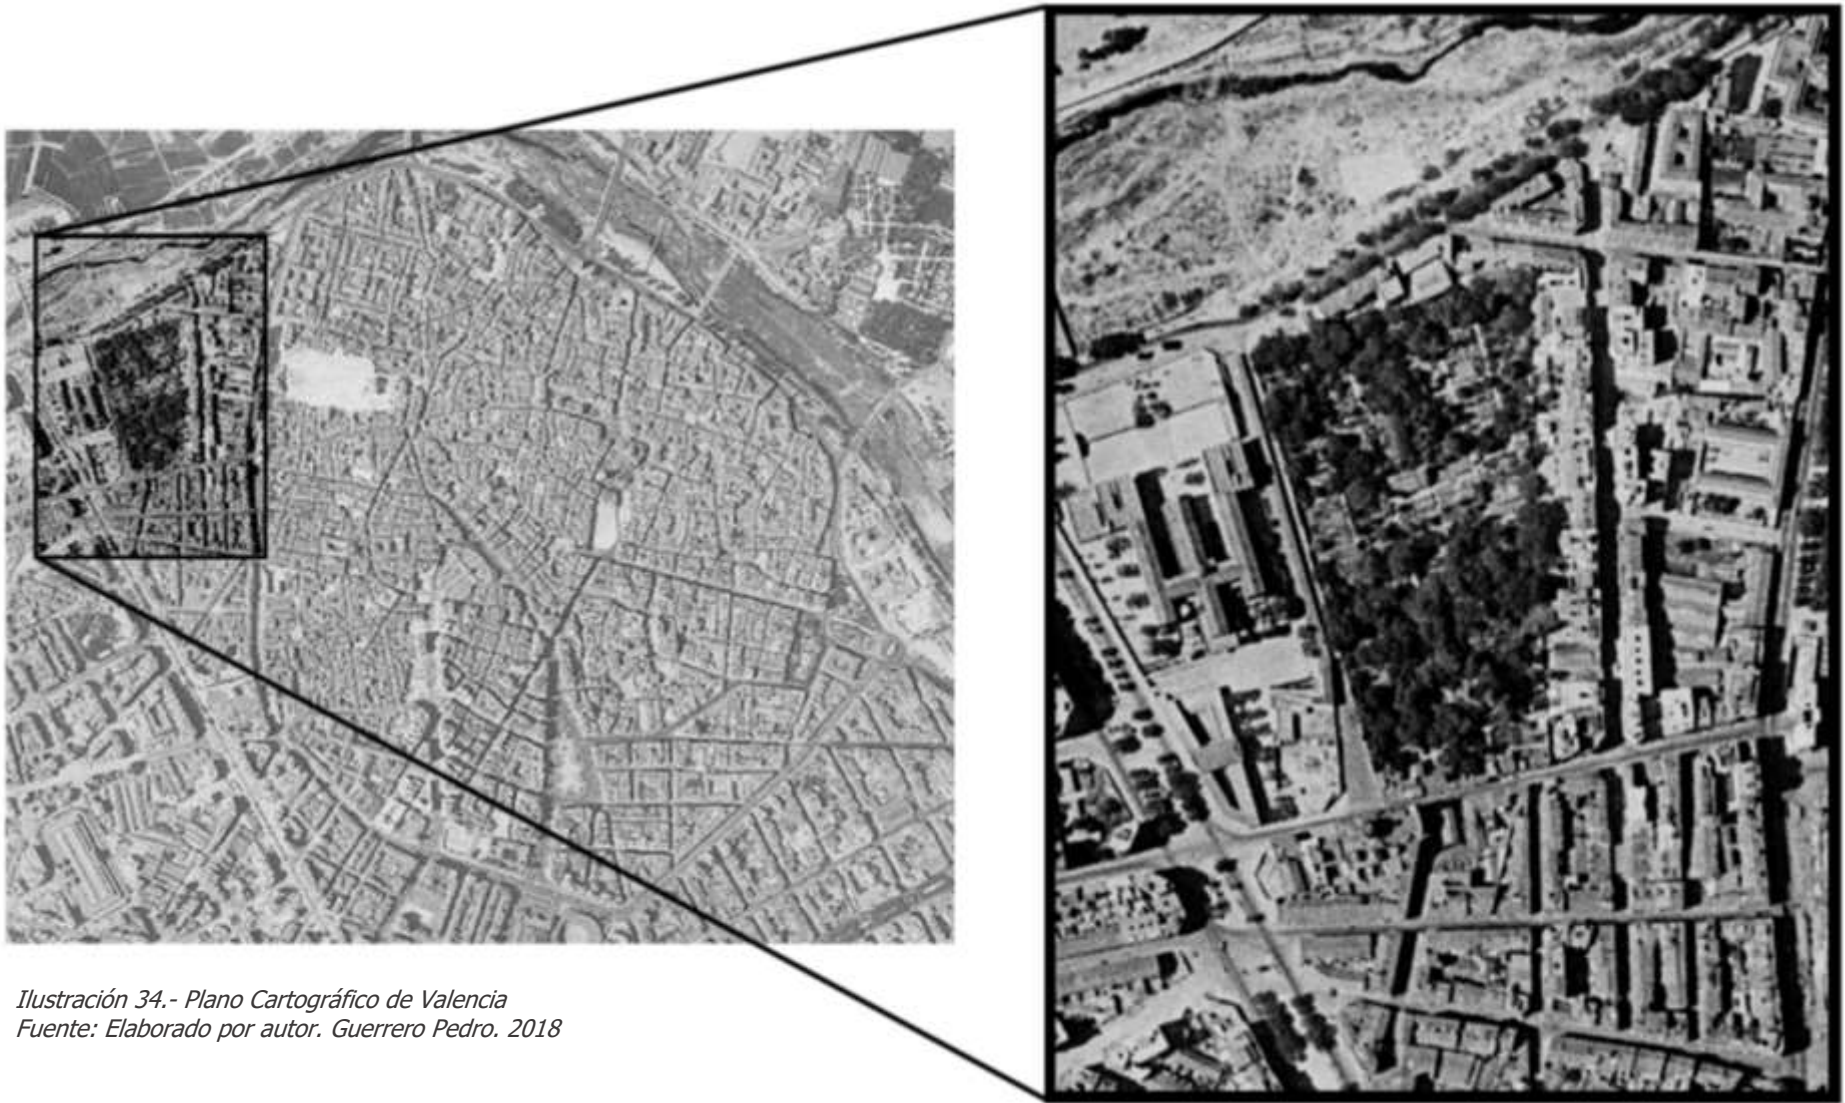 Ilustración 34.- Plano Cartográfico de Valencia
Fuente: Elaborado por autor. Guerrero Pedro. 2018